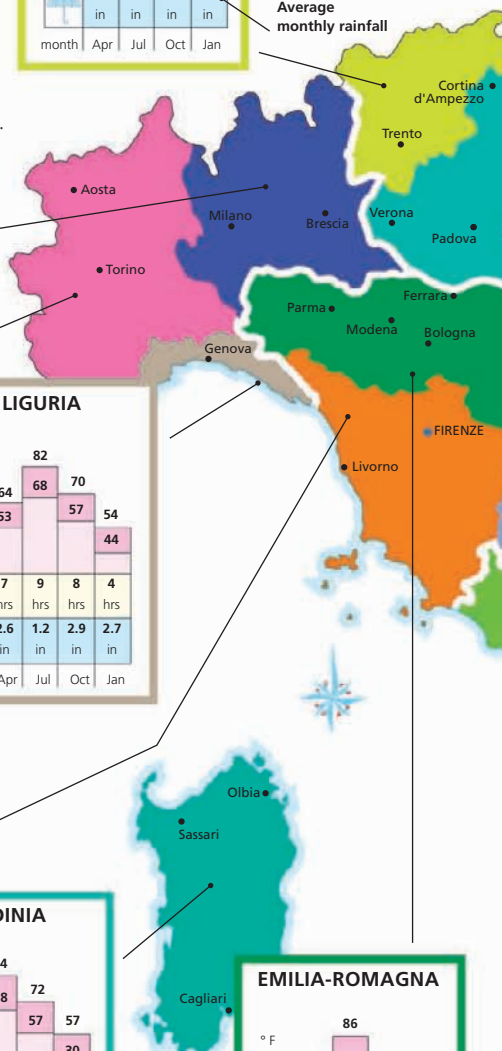 Average
monthly rainfall
in in in in
month Apr Jul Oct Jan
Cortina
d'Ampezzo
Trento
Aosta
Milano
Brescia
Verona
Padova
Torino
Ferrara
Parma
Modena
Bologna
Genova
LIGURIA
FIRENZE
Livorno
82
64 68 70
53 57 54
44
7 9 8 4
hrs hrs hrs hrs
2.6 1.2 2.9 2.7
in in in in
Apr Jul Oct Jan
Olbia
Sassari
Cagliari
DINIA
4
8 72
57 57
30
EMILIA-ROMAGNA
86
° F